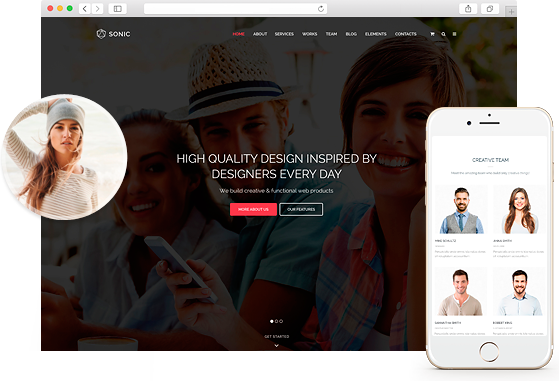 SONIC
HOME ABOUT SERVICES WORKS TEAM BLOG ELEMENTS CONTACTS
HIGH QUALITY DESIGN INSPIRED BY
DESIGNERS EVERY DAY
We build creative & functional web products
MORE ABOUT US OUR FEATURES
GET STARTED
CREATIVE TEAM
MIKE SCHULTZ ANNA SMITH
SAMANTHA SMITH ROBERT KING